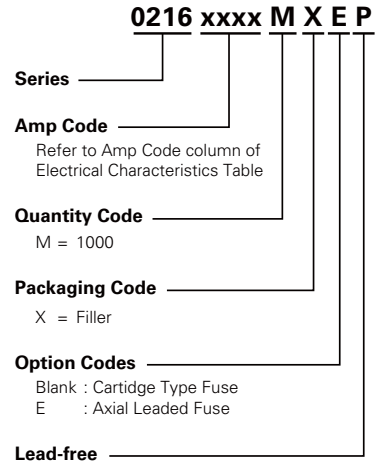 0216 xxxx M X E P
Series
Amp Code
Refer to Amp Code column of
Electrical Characteristics Table
Quantity Code
M = 1000
Packaging Code
X = Filler
Option Codes
Blank : Cartidge Type Fuse
E : Axial Leaded Fuse
Lead-free